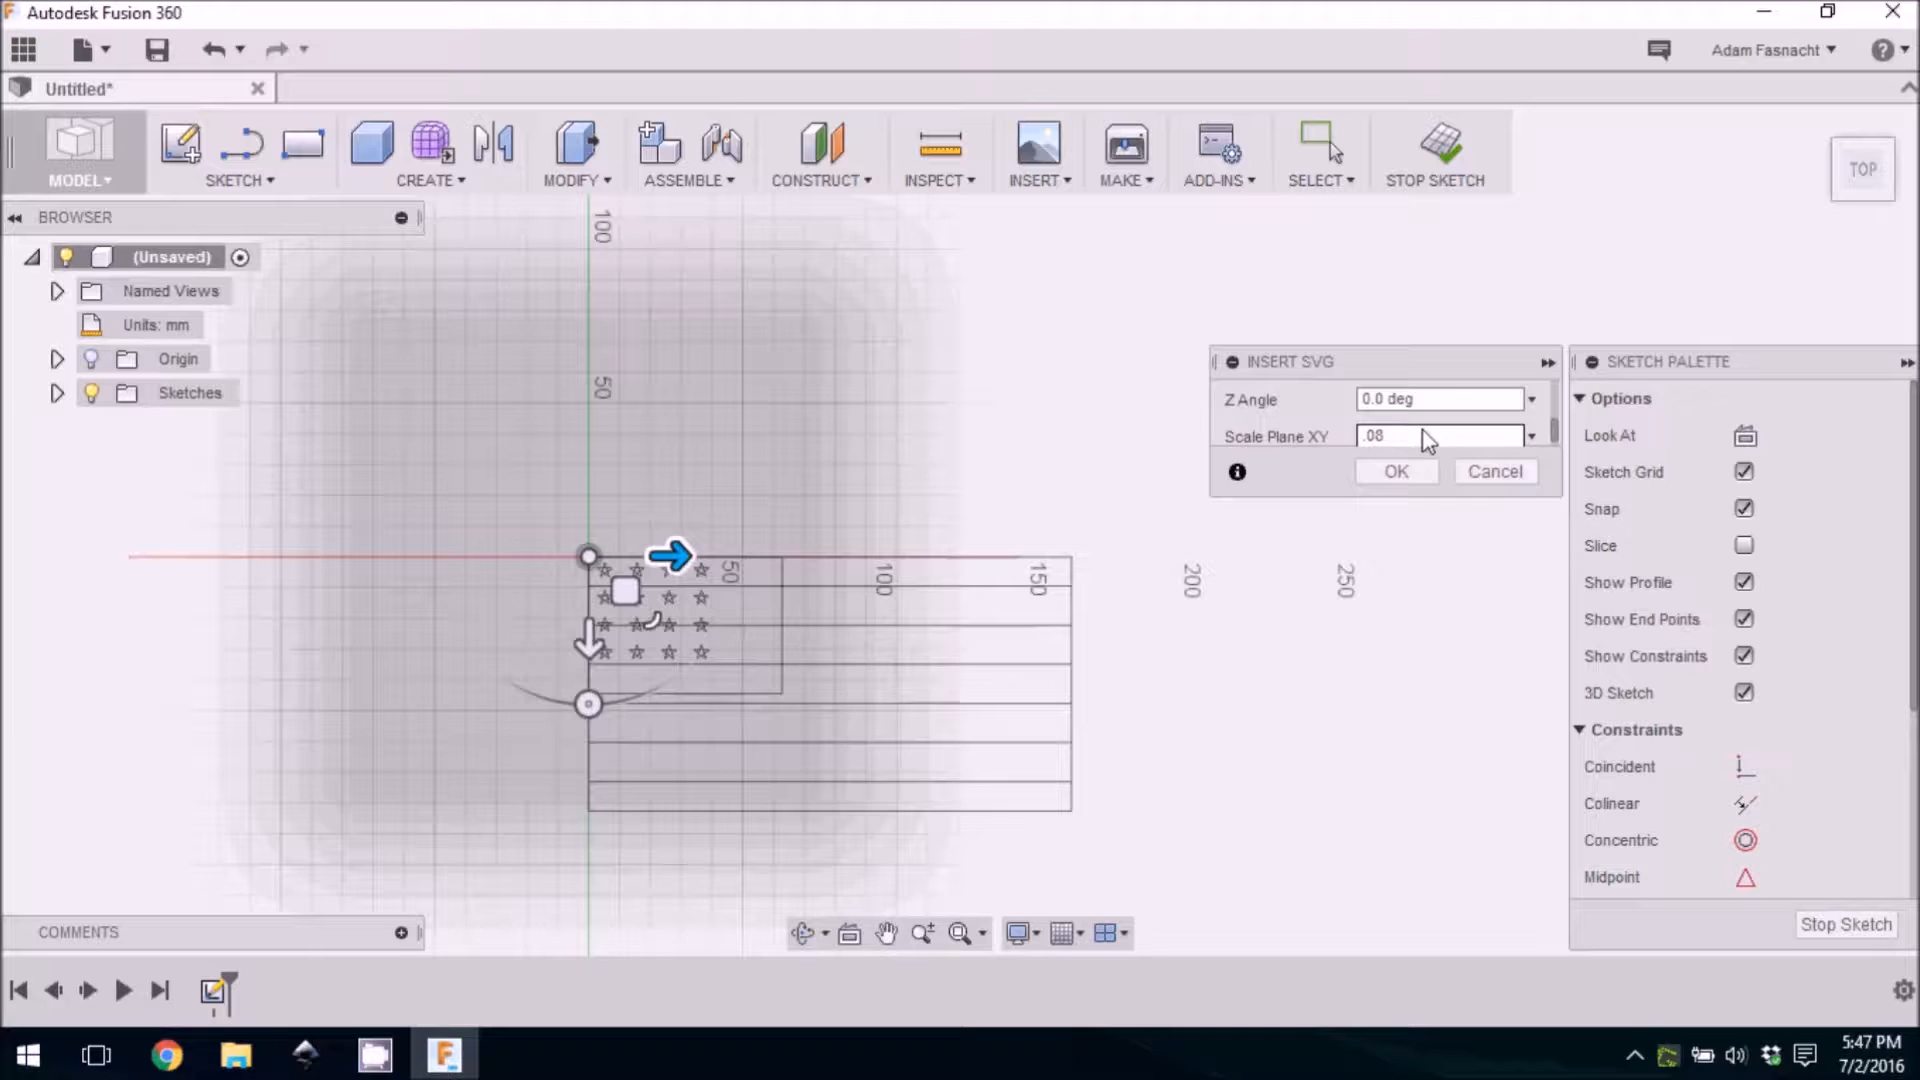 Autodesk Fusion 360
Adam Fasnacht
Untitled*
MODEL
SKETCH
CREATE
MODIFY
ASSEMBLE
CONSTRUCT
INSPECT
INSERT
MAKE
ADD-INS
SELECT
STOP SKETCH
TOP
BROWSER
(Unsaved)
Named Views
Units: mm
Origin
Sketches
100
50
50
100
150
200
250
INSERT SVG
Z Angle
0.0 deg
Scale Plane XY
.08
OK
Cancel
SKETCH PALETTE
Options
Look At
Sketch Grid
Snap
Slice
Show Profile
Show End Points
Show Constraints
3D Sketch
Constraints
Coincident
Colinear
Concentric
Midpoint
Stop Sketch
COMMENTS
5:47 PM
7/2/2016